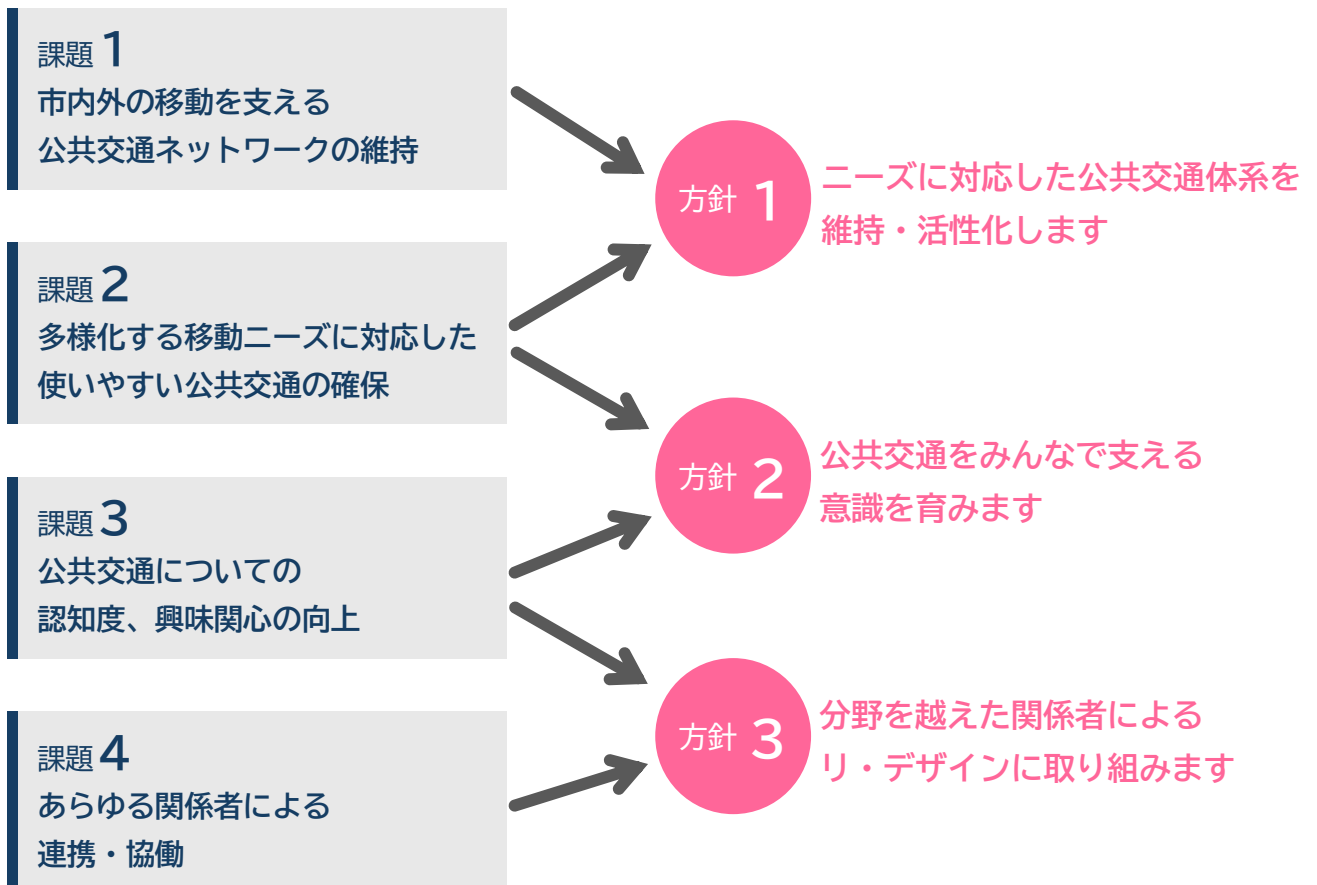 課題 1
市内外の移動を支える
公共交通ネットワークの維持
課題 2
多様化する移動ニーズに対応した
使いやすい公共交通の確保
課題 3
公共交通についての
認知度、興味関心の向上
課題 4
あらゆる関係者による
連携・協働
方針 1
ニーズに対応した公共交通体系を
維持・活性化します
方針 2
公共交通をみんなで支える
意識を育みます
方針 3
分野を越えた関係者による
リ・デザインに取り組みます